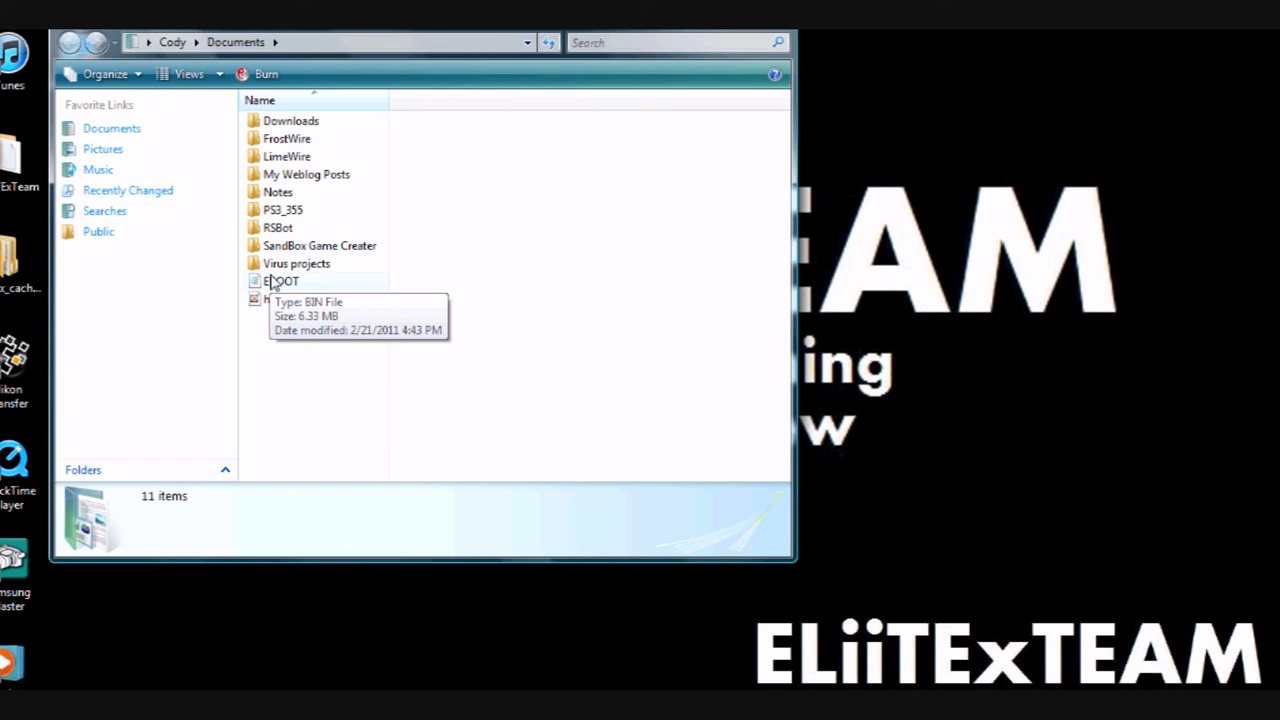 Cody Documents
Search
Organize Views Burn
Favorite Links
Documents
Pictures
Music
Recently Changed
Searches
Public
Folders
Name
Downloads
FrostWire
LimeWire
My Weblog Posts
Notes
PS3_355
RSBot
SandBox Game Creater
Virus projects
Type: BIN File
Size: 6.33 MB
Date modified: 2/21/2011 4:43 PM
11 items
EAM
ing
w
ELiiTExTEAM
unes
ExTeam
x_cach...
ikon
ansfer
ckTime
layer
msung
laster